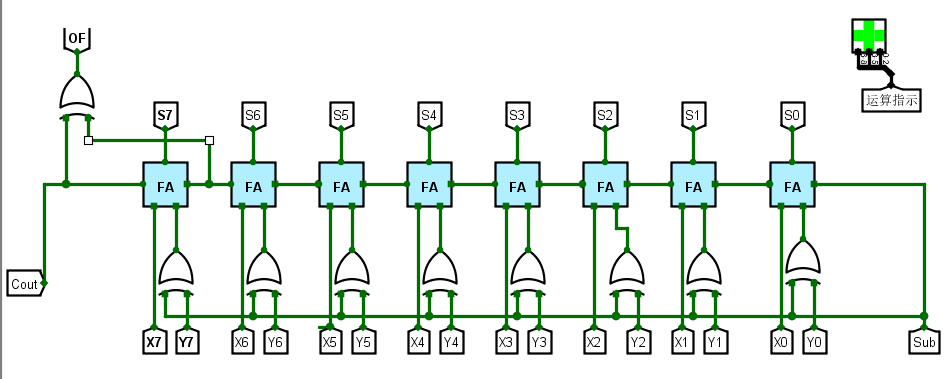 OF
运算指示
S7 S6 S5 S4 S3 S2 S1 S0
FA FA FA FA FA FA FA FA
Cout
X7 Y7 X6 Y6 X5 Y5 X4 Y4 X3 Y3 X2 Y2 X1 Y1 X0 Y0 Sub